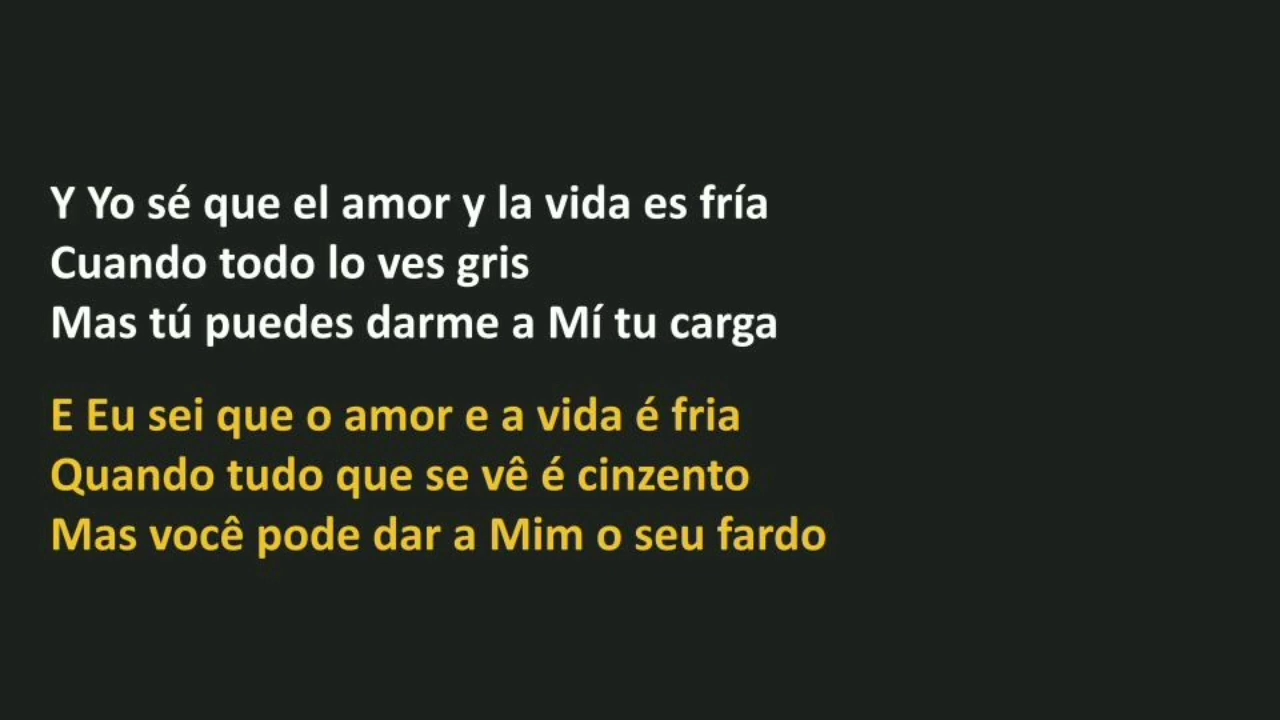 Y Yo sé que el amor y la vida es fría
Cuando todo lo ves gris
Mas tú puedes darme a Mí tu carga
E Eu sei que o amor e a vida é fria
Quando tudo que se vê é cinzento
Mas você pode dar a Mim o seu fardo